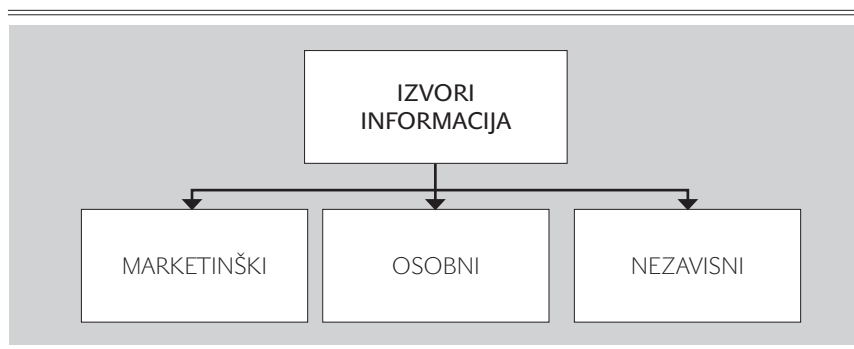 IZVORI
INFORMACIJA
MARKETINŠKI
OSOBNI
NEZAVISNI